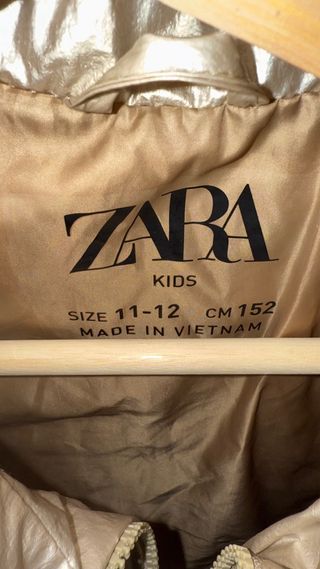 ZARA
KIDS
SIZE 11-12 CM 152
MADE IN VIETNAM